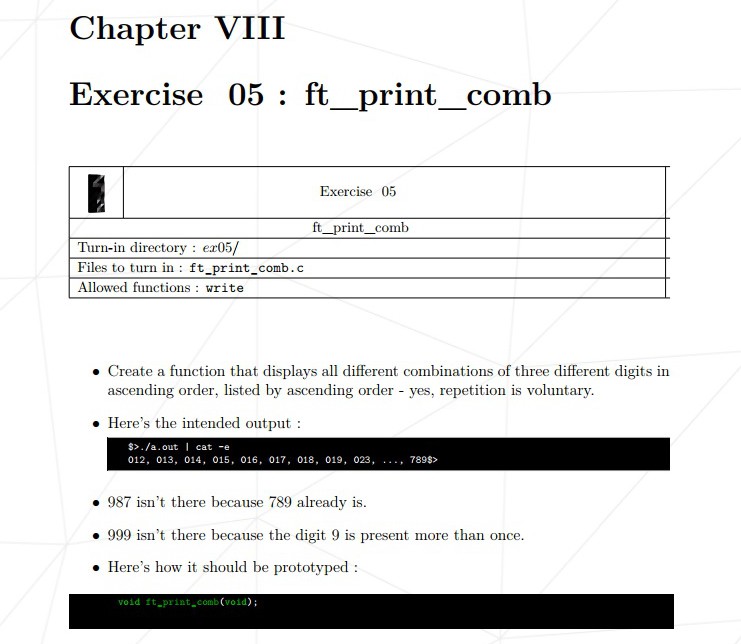 Chapter VIII
Exercise 05 : ft_print_comb
Exercise 05
ft_print_comb
Turn-in directory : ex05/
Files to turn in : ft_print_comb.c
Allowed functions : write
• Create a function that displays all different combinations of three different digits in
ascending order, listed by ascending order - yes, repetition is voluntary.
• Here's the intended output :
$>./a.out | cat -e
012, 013, 014, 015, 016, 017, 018, 019, 023, ..., 789$>
• 987 isn't there because 789 already is.
• 999 isn't there because the digit 9 is present more than once.
• Here's how it should be prototyped :
void ft_print_comb(void);